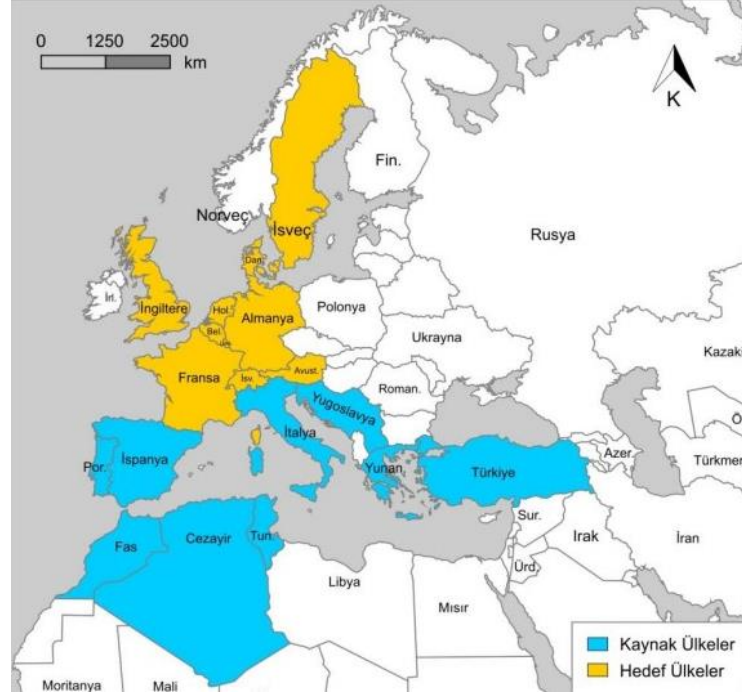 0 1250 2500
km
K
Fin.
Norveç
İsveç
Rusya
Dan.
İrl.
İngiltere
Hol.
Almanya
Polonya
Bel.
Ukrayna
Kazak
Fransa
İsv.
Avust.
Roman.
Yugoslavya
İtalya
Por.
İspanya
Yunan.
Türkiye
Azer.
Türkmen
Sur.
Irak
İran
Fas
Cezayir
Tun.
Ürd.
Libya
Mısır
Moritanya
Mali
Kaynak Ülkeler
Hedef Ülkeler